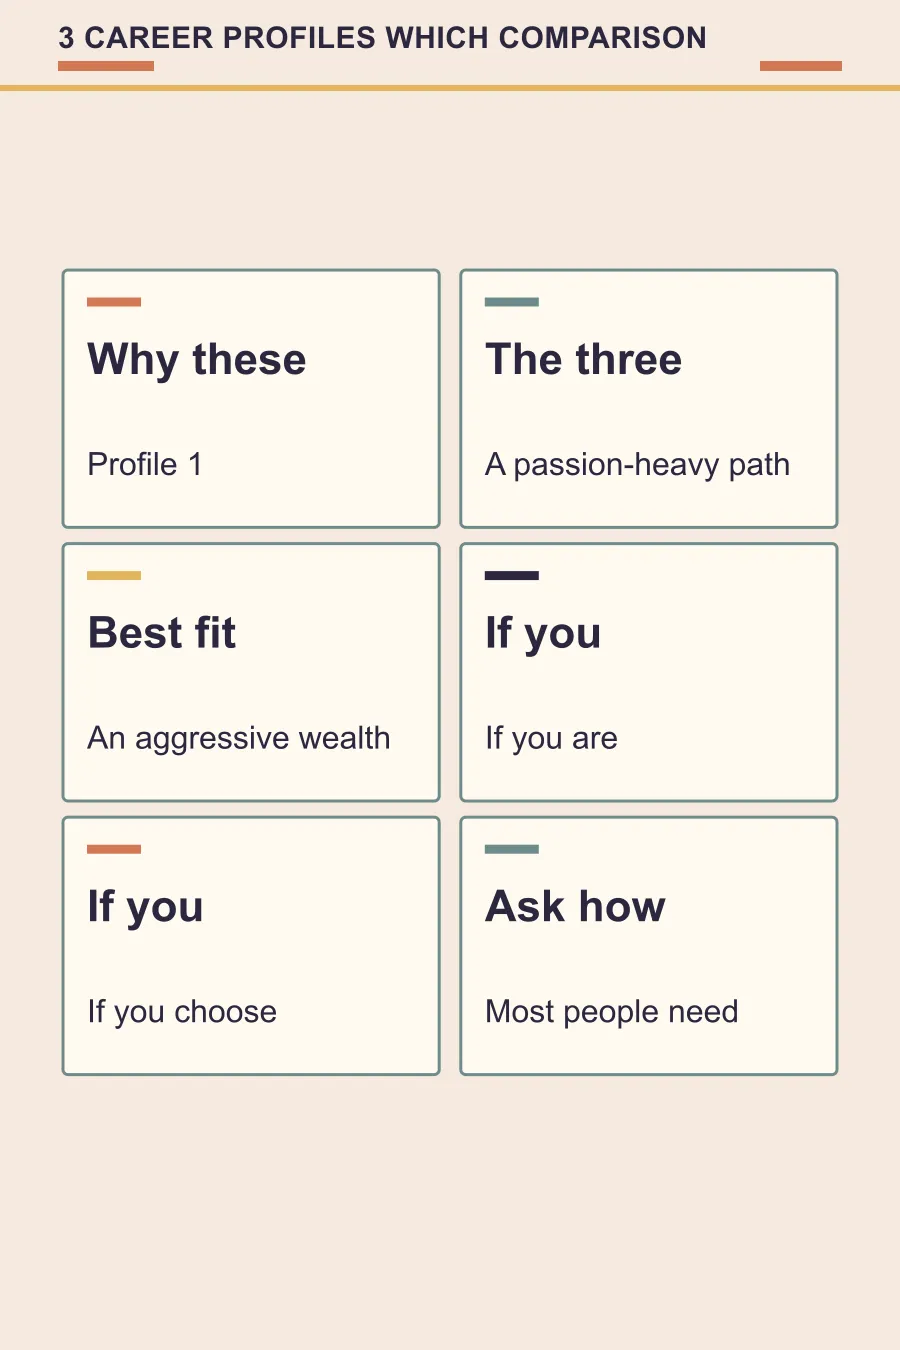 3 CAREER PROFILES WHICH COMPARISON
Why these
Profile 1
The three
A passion-heavy path
Best fit
An aggressive wealth
If you
If you are
If you
If you choose
Ask how
Most people need